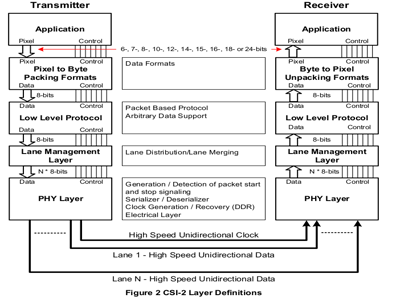 Transmitter
Receiver
Application
Pixel Control
6-, 7-, 8-, 10-, 12-, 14-, 15-, 16-, 18- or 24-bits
Application
Pixel Control
Pixel to Byte
Packing Formats
Data Control
Data Formats
Byte to Pixel
Unpacking Formats
Data Control
8-bits
8-bits
Low Level Protocol
Data Control
Packet Based Protocol
Arbitrary Data Support
Low Level Protocol
Data Control
8-bits
8-bits
Lane Management
Layer
Data Control
Lane Distribution/Lane Merging
Lane Management
Layer
Data Control
N * 8-bits
N * 8-bits
PHY Layer
Generation / Detection of packet start
and stop signaling
Serializer / Deserializer
Clock Generation / Recovery (DDR)
Electrical Layer
PHY Layer
High Speed Unidirectional Clock
Lane 1 - High Speed Unidirectional Data
Lane N - High Speed Unidirectional Data
Figure 2 CSI-2 Layer Definitions